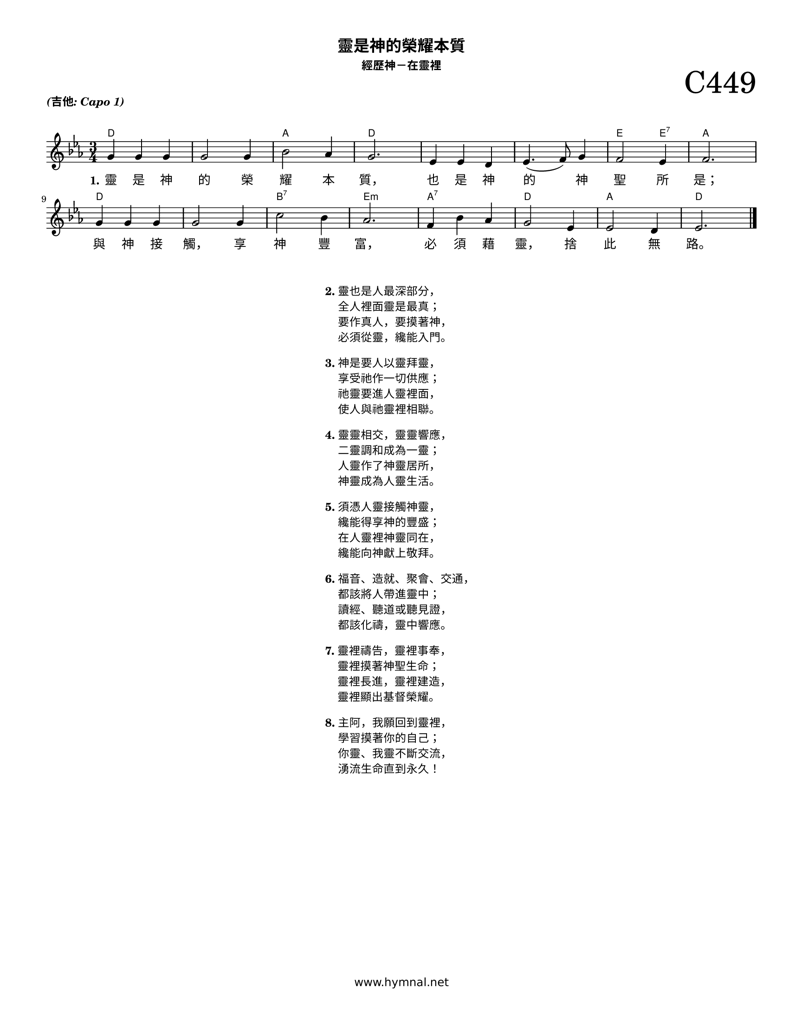 靈是神的榮耀本質
經歷神－在靈裡
C449
(吉他: Capo 1)
D A D E E7 A
3 4
1. 靈 是 神 的 榮 耀 本 質， 也 是 神 的 神 聖 所 是；
9 D B7 Em A7 D A D
與 神 接 觸， 享 神 豐 富， 必 須 藉 靈， 捨 此 無 路。
2. 靈也是人最深部分，
全人裡面靈是最真；
要作真人，要摸著神，
必須從靈，纔能入門。
3. 神是要人以靈拜靈，
享受祂作一切供應；
祂靈要進人靈裡面，
使人與祂靈裡相聯。
4. 靈靈相交，靈靈響應，
二靈調和成為一靈；
人靈作了神靈居所，
神靈成為人靈生活。
5. 須憑人靈接觸神靈，
纔能得享神的豐盛；
在人靈裡神靈同在，
纔能向神獻上敬拜。
6. 福音、造就、聚會、交通，
都該將人帶進靈中；
讀經、聽道或聽見證，
都該化禱，靈中響應。
7. 靈裡禱告，靈裡事奉，
靈裡摸著神聖生命；
靈裡長進，靈裡建造，
靈裡顯出基督榮耀。
8. 主阿，我願回到靈裡，
學習摸著你的自己；
你靈、我靈不斷交流，
湧流生命直到永久！
www.hymnal.net